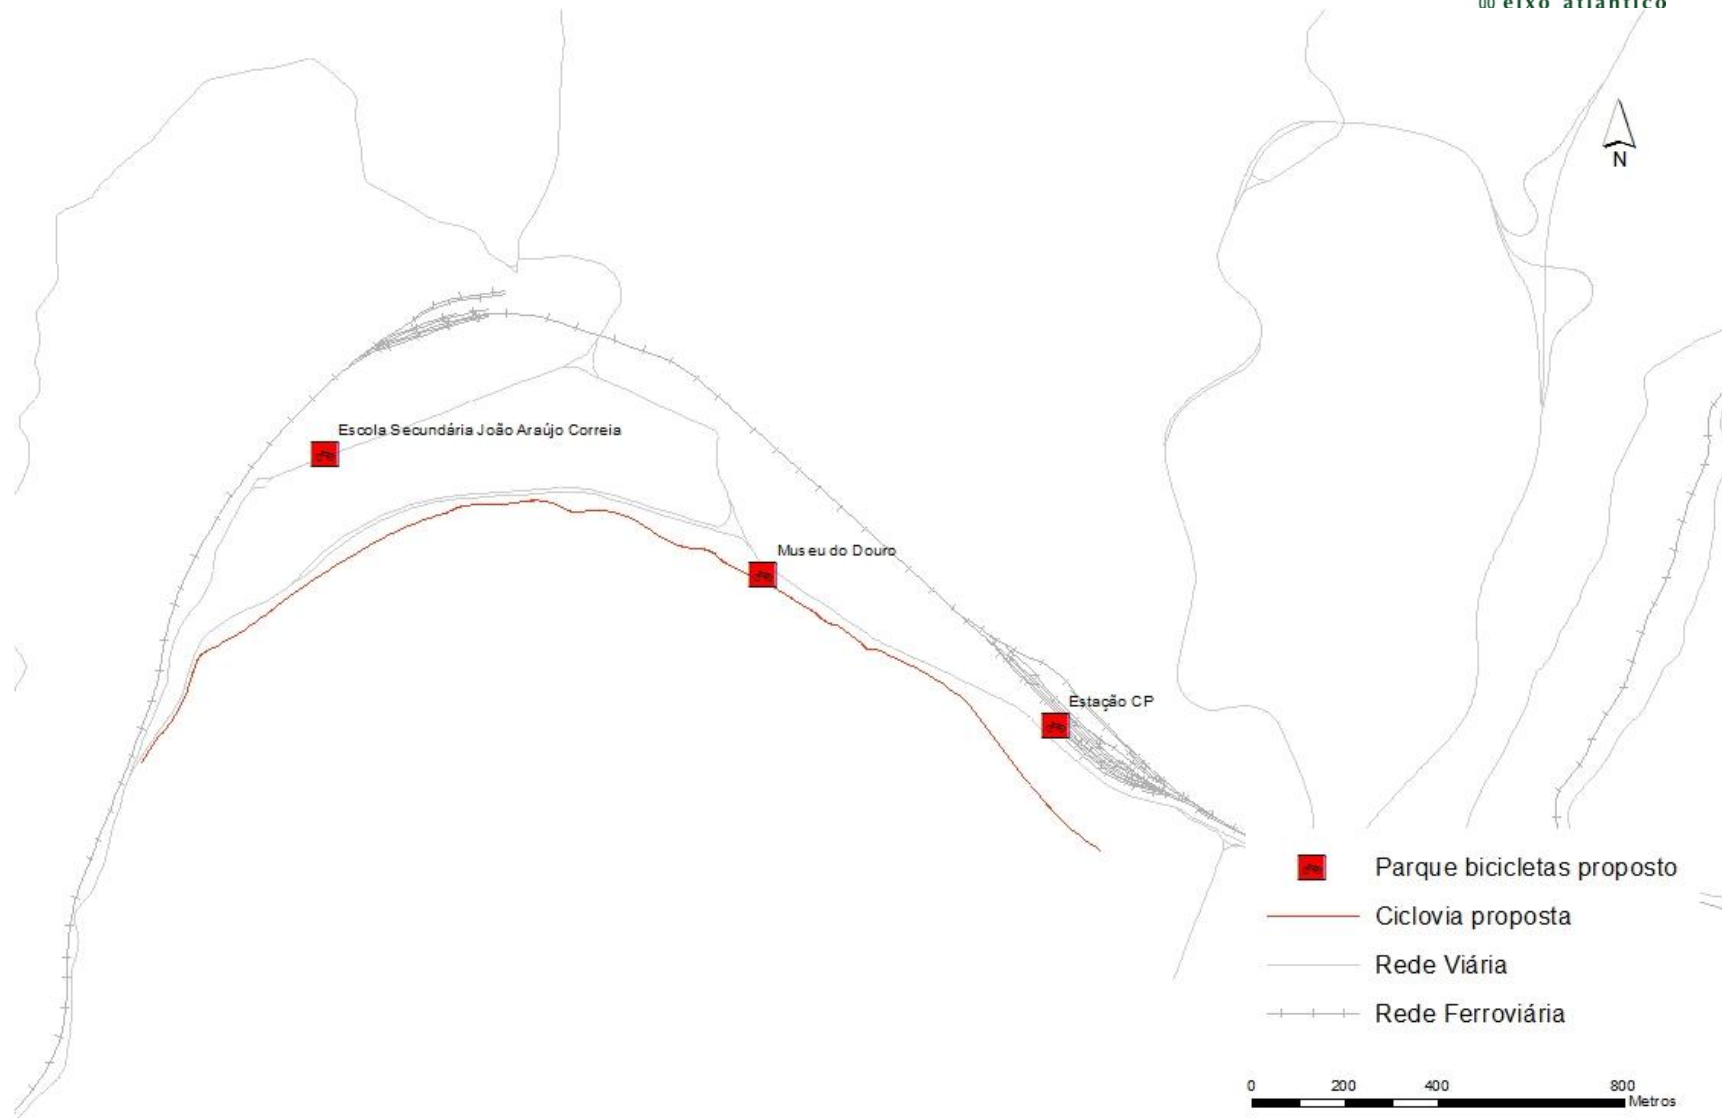 do eixo atlântico
N
Escola Secundária João Araújo Correia
Museu do Douro
Estação CP
Parque bicicletas proposto
Ciclovia proposta
Rede Viária
Rede Ferroviária
0 200 400 800
Metros